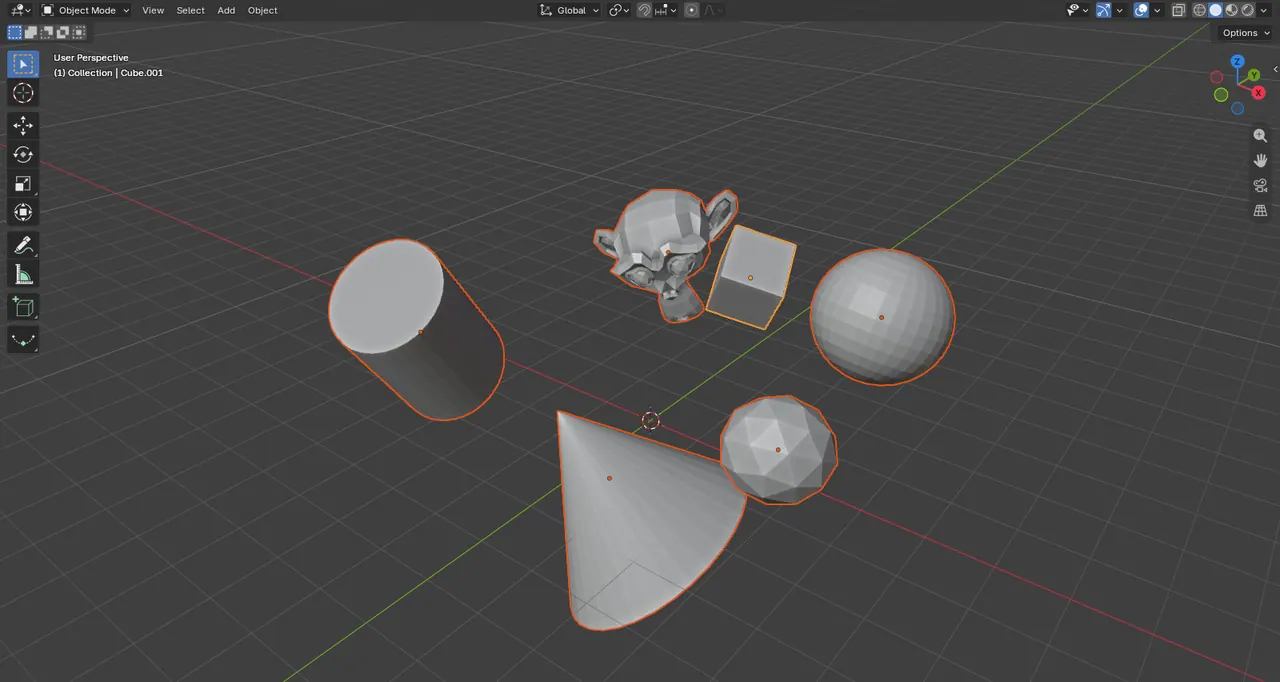 Object Mode View Select Add Object Global
Options
User Perspective
(1) Collection | Cube.001
Z
Y
X